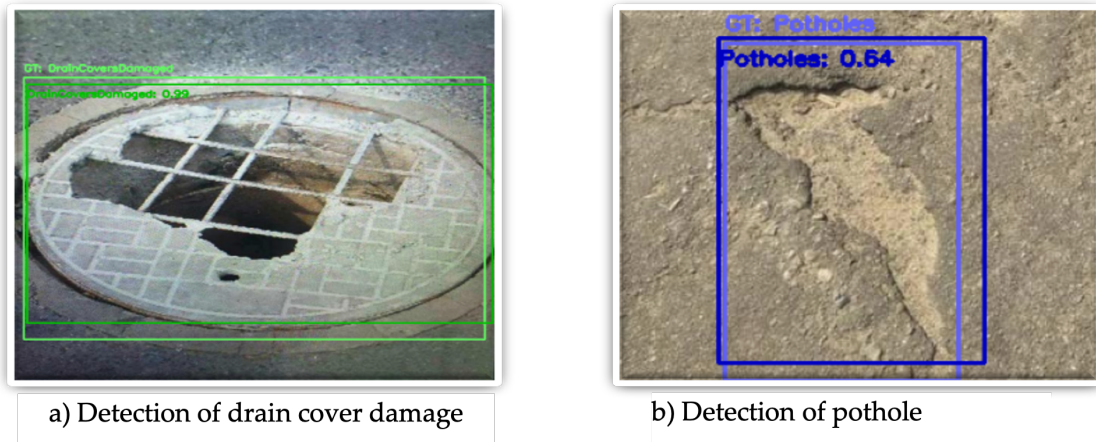 GT: DrainCoversDamaged
DrainCoversDamaged: 0.99
GT: Potholes
Potholes: 0.64
a) Detection of drain cover damage
b) Detection of pothole